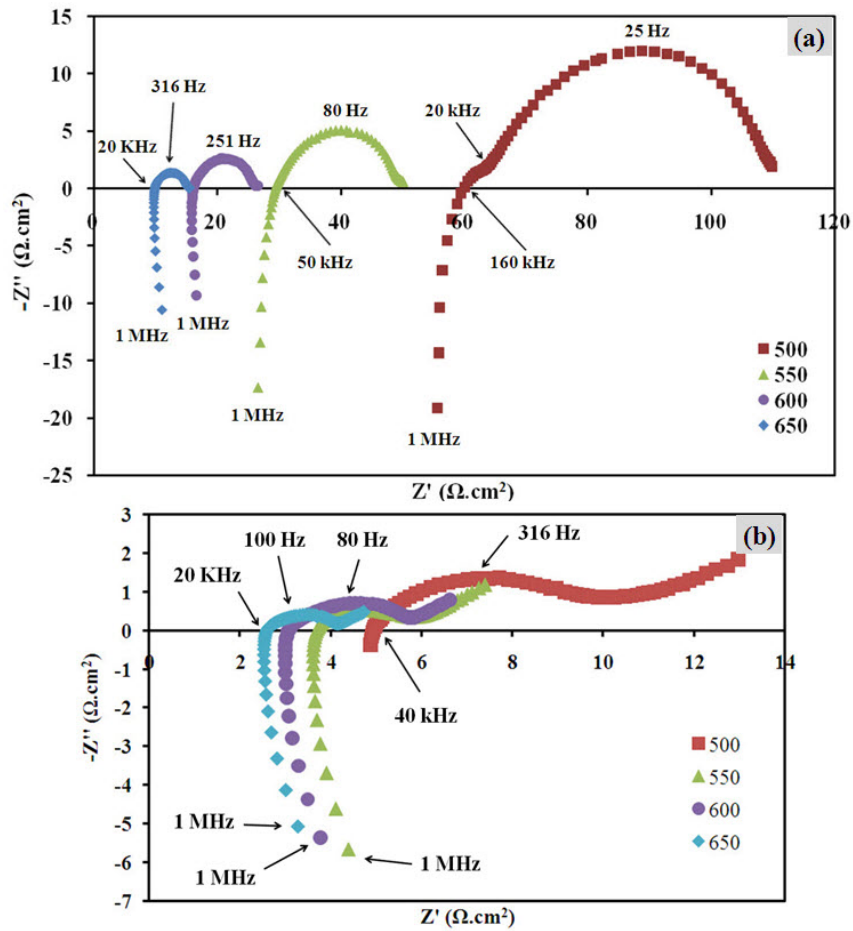 15
(a)
25 Hz
316 Hz
10
20 kHz
80 Hz
20 KHz
251 Hz
5
0
0
20
40
60
80
100
120
50 kHz
160 kHz
-5
-10
1 MHz
1 MHz
-15
1 MHz
-20
1 MHz
-25
500
550
600
650
-Z'' (Ω.cm²)
Z' (Ω.cm²)
3
(b)
100 Hz
80 Hz
316 Hz
2
20 KHz
1
0
0
2
4
6
8
10
12
14
-1
40 kHz
-2
-3
-4
-5
1 MHz
-6
1 MHz
1 MHz
-7
500
550
600
650
-Z'' (Ω.cm²)
Z' (Ω.cm²)